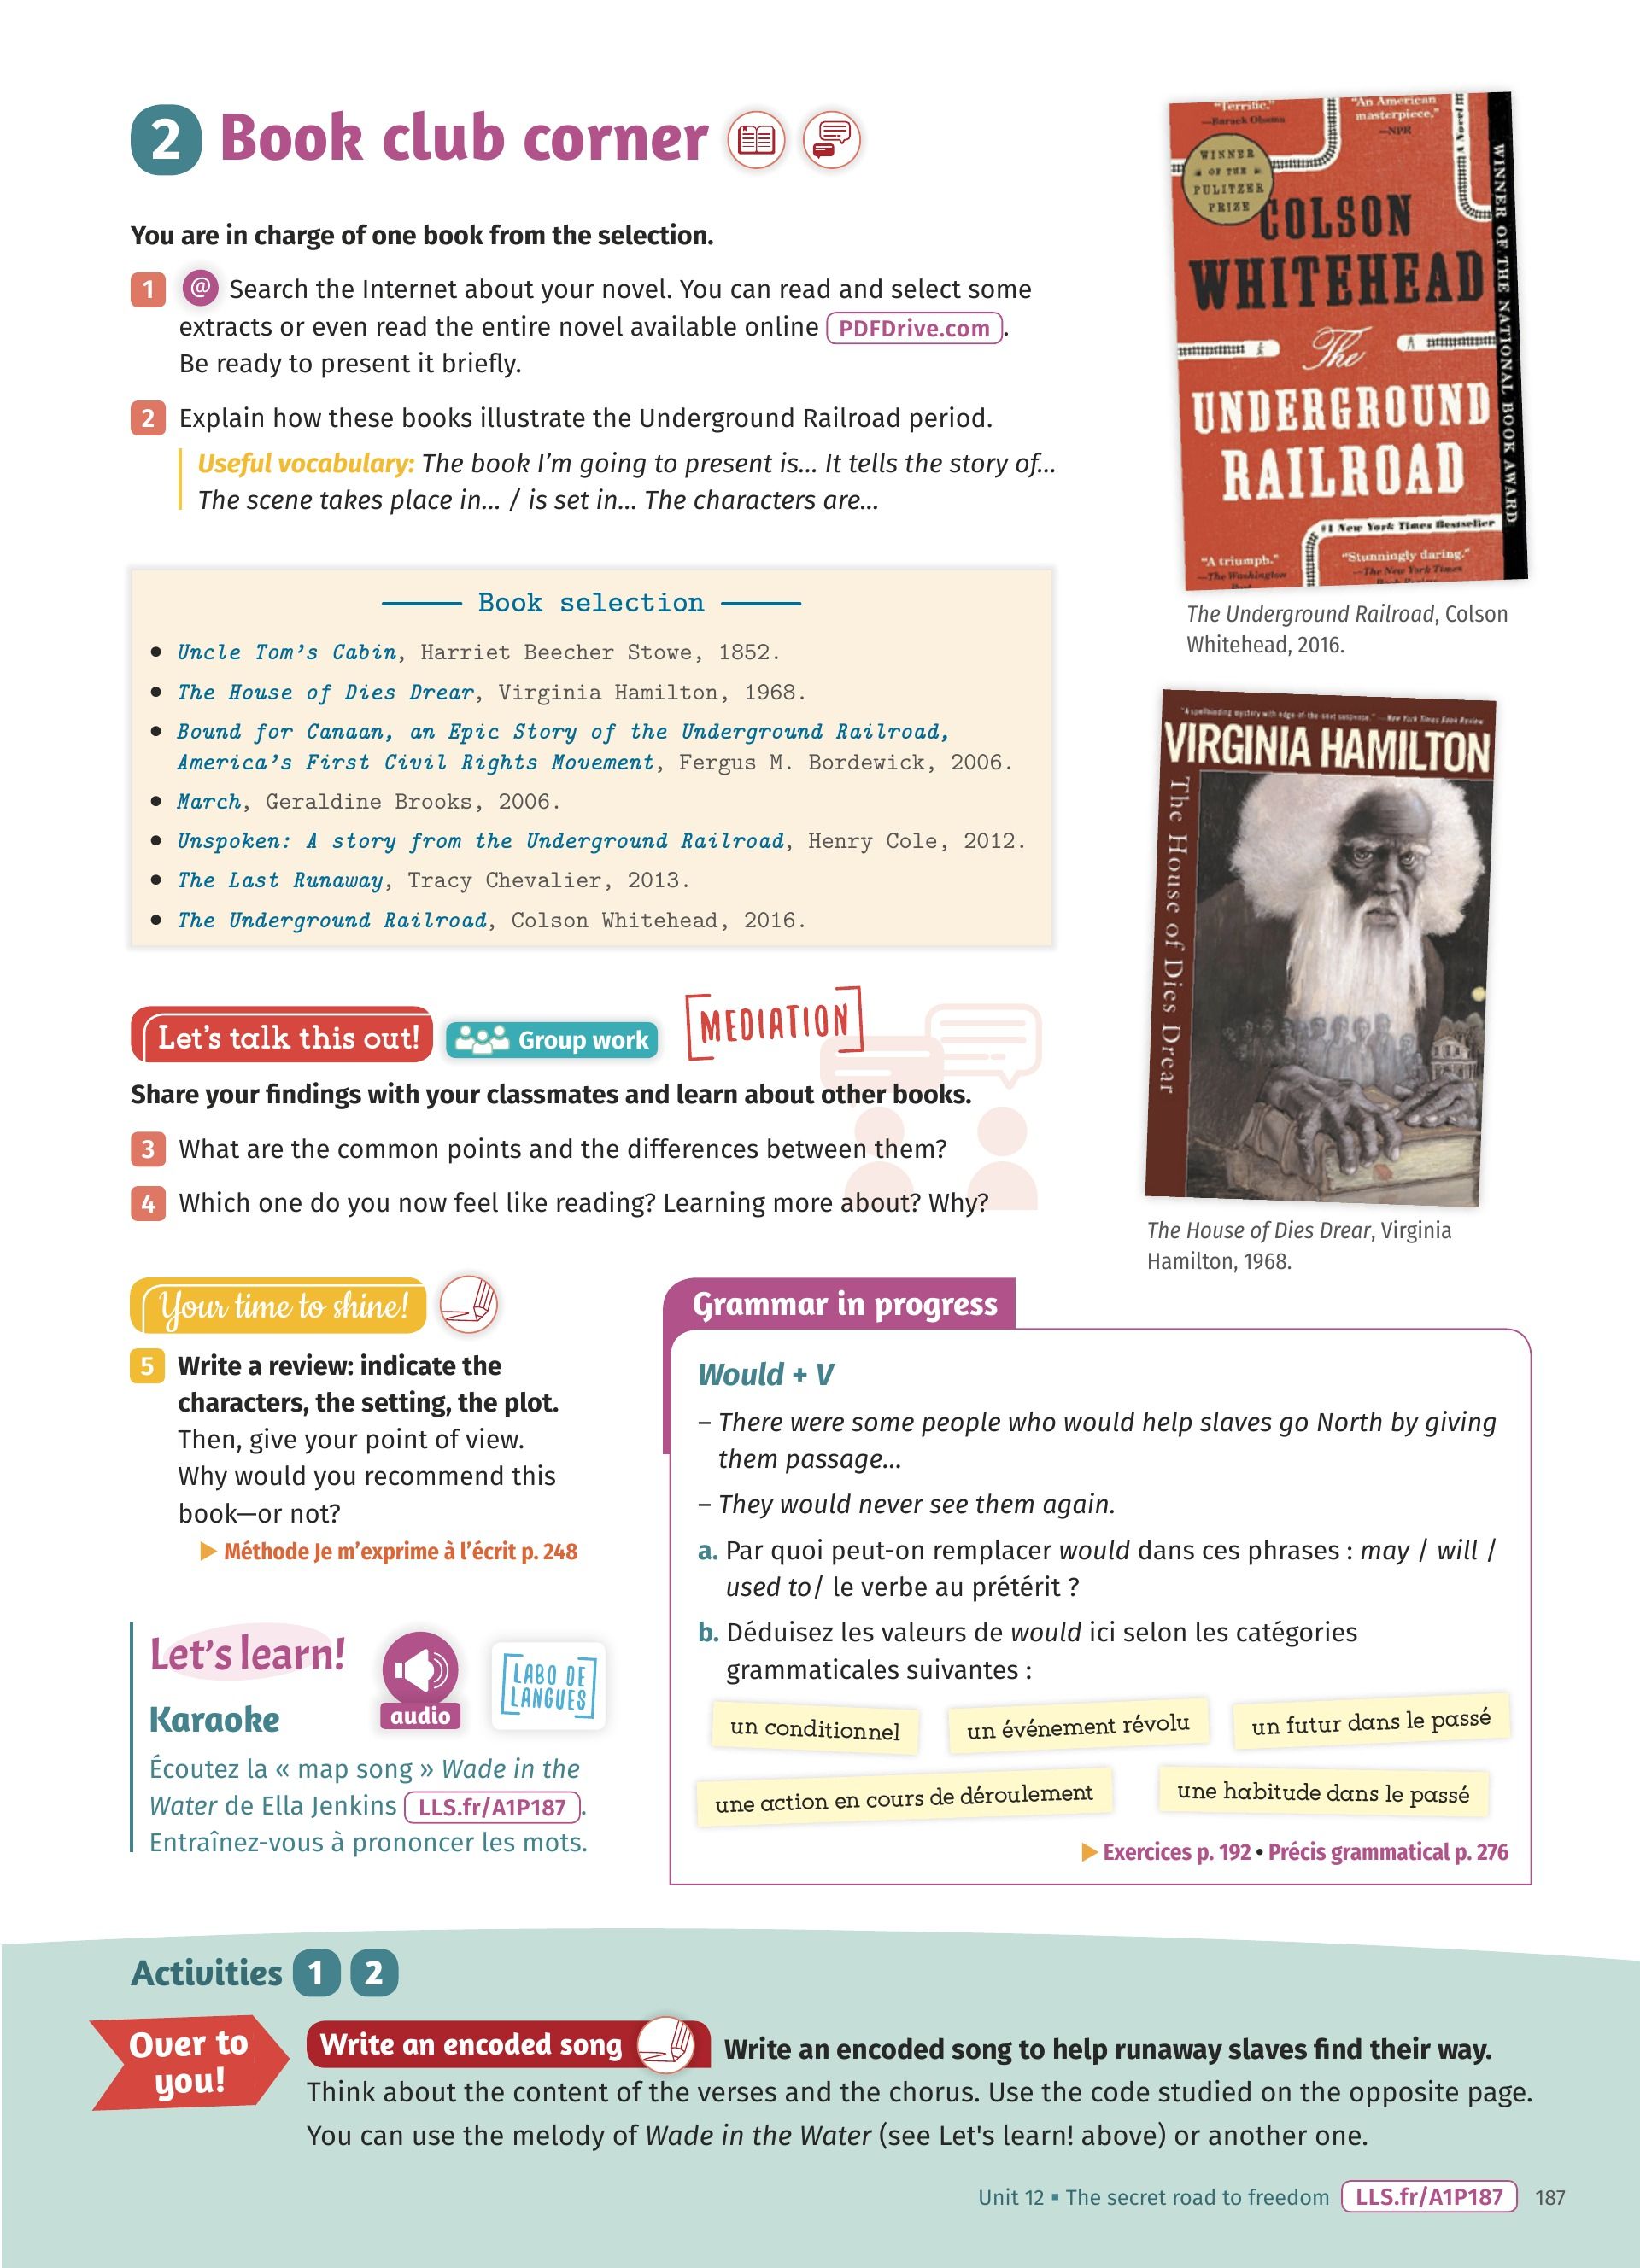 2 Book club corner
You are in charge of one book from the selection.
1 @ Search the Internet about your novel. You can read and select some
extracts or even read the entire novel available online PDFDrive.com.
Be ready to present it briefly.
2 Explain how these books illustrate the Underground Railroad period.
Useful vocabulary: The book I'm going to present is... It tells the story of...
The scene takes place in... / is set in... The characters are...
Book selection
• Uncle Tom's Cabin, Harriet Beecher Stowe, 1852.
• The House of Dies Drear, Virginia Hamilton, 1968.
• Bound for Canaan, an Epic Story of the Underground Railroad,
America's First Civil Rights Movement, Fergus M. Bordewick, 2006.
• March, Geraldine Brooks, 2006.
• Unspoken: A story from the Underground Railroad, Henry Cole, 2012.
• The Last Runaway, Tracy Chevalier, 2013.
• The Underground Railroad, Colson Whitehead, 2016.
"Terrific."
—Barack Obama
"An American
masterpiece."
—NPR
A Novel
WINNER
OF THE
PULITZER
PRIZE
COLSON
WHITEHEAD
The
UNDERGROUND
RAILROAD
#1 New York Times Bestseller
"A triumph."
—The Washington
"Stunningly daring."
—The New York Times
WINNER OF THE NATIONAL BOOK AWARD
The Underground Railroad, Colson
Whitehead, 2016.
"A spellbinding mystery with edge-of-the-seat suspense." —New York Times Book Review
VIRGINIA HAMILTON
The House of Dies Drear
The House of Dies Drear, Virginia
Hamilton, 1968.
Let's talk this out! Group work MEDIATION
Share your findings with your classmates and learn about other books.
3 What are the common points and the differences between them?
4 Which one do you now feel like reading? Learning more about? Why?
Your time to shine!
5 Write a review: indicate the
characters, the setting, the plot.
Then, give your point of view.
Why would you recommend this
book—or not?
▶ Méthode Je m'exprime à l'écrit p. 248
Let's learn!
audio
LABO DE
LANGUES
Karaoke
Écoutez la « map song » Wade in the
Water de Ella Jenkins LLS.fr/A1P187.
Entraînez-vous à prononcer les mots.
Grammar in progress
Would + V
– There were some people who would help slaves go North by giving
them passage...
– They would never see them again.
a. Par quoi peut-on remplacer would dans ces phrases : may / will /
used to/ le verbe au prétérit ?
b. Déduisez les valeurs de would ici selon les catégories
grammaticales suivantes :
un conditionnel un événement révolu un futur dans le passé
une action en cours de déroulement une habitude dans le passé
▶ Exercices p. 192 • Précis grammatical p. 276
Activities 1 2
Over to
you!
Write an encoded song Write an encoded song to help runaway slaves find their way.
Think about the content of the verses and the chorus. Use the code studied on the opposite page.
You can use the melody of Wade in the Water (see Let's learn! above) or another one.
Unit 12 ▪ The secret road to freedom LLS.fr/A1P187 187